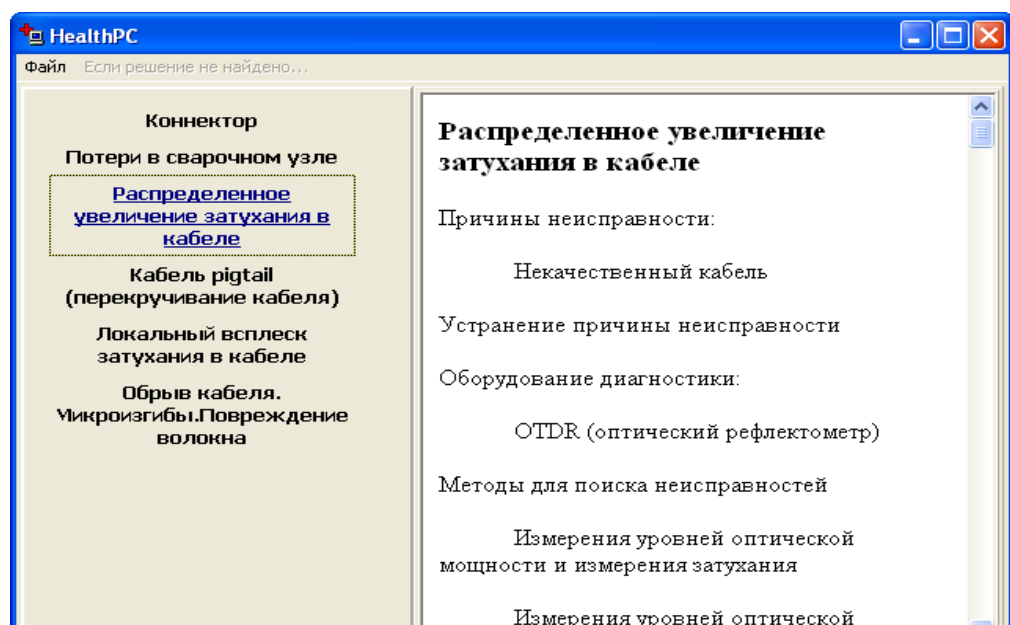 HealthPC
Файл Если решение не найдено...
Коннектор
Потери в сварочном узле
Распределенное
увеличение затухания в
кабеле
Кабель pigtail
(перекручивание кабеля)
Локальный всплеск
затухания в кабеле
Обрыв кабеля.
Микроизгибы.Повреждение
волокна
Распределенное увеличение
затухания в кабеле
Причины неисправности:
Некачественный кабель
Устранение причины неисправности
Оборудование диагностики:
OTDR (оптический рефлектометр)
Методы для поиска неисправностей
Измерения уровней оптической
мощности и измерения затухания
Измерения уровней оптической